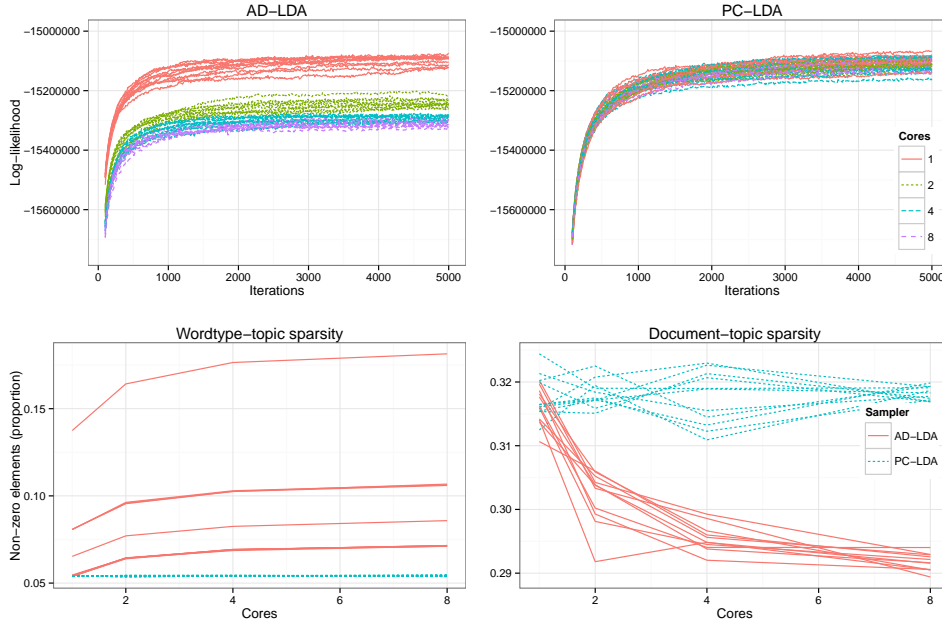 AD−LDA
PC−LDA
Log−likelihood
−15000000
−15200000
−15400000
−15600000
0
1000
2000
3000
4000
5000
Iterations
−15000000
−15200000
−15400000
−15600000
0
1000
2000
3000
4000
5000
Iterations
Cores
1
2
4
8
Wordtype−topic sparsity
Document−topic sparsity
Non−zero elements (proportion)
0.15
0.10
0.05
2
4
6
8
Cores
0.32
0.31
0.30
0.29
2
4
6
8
Cores
Sampler
AD−LDA
PC−LDA